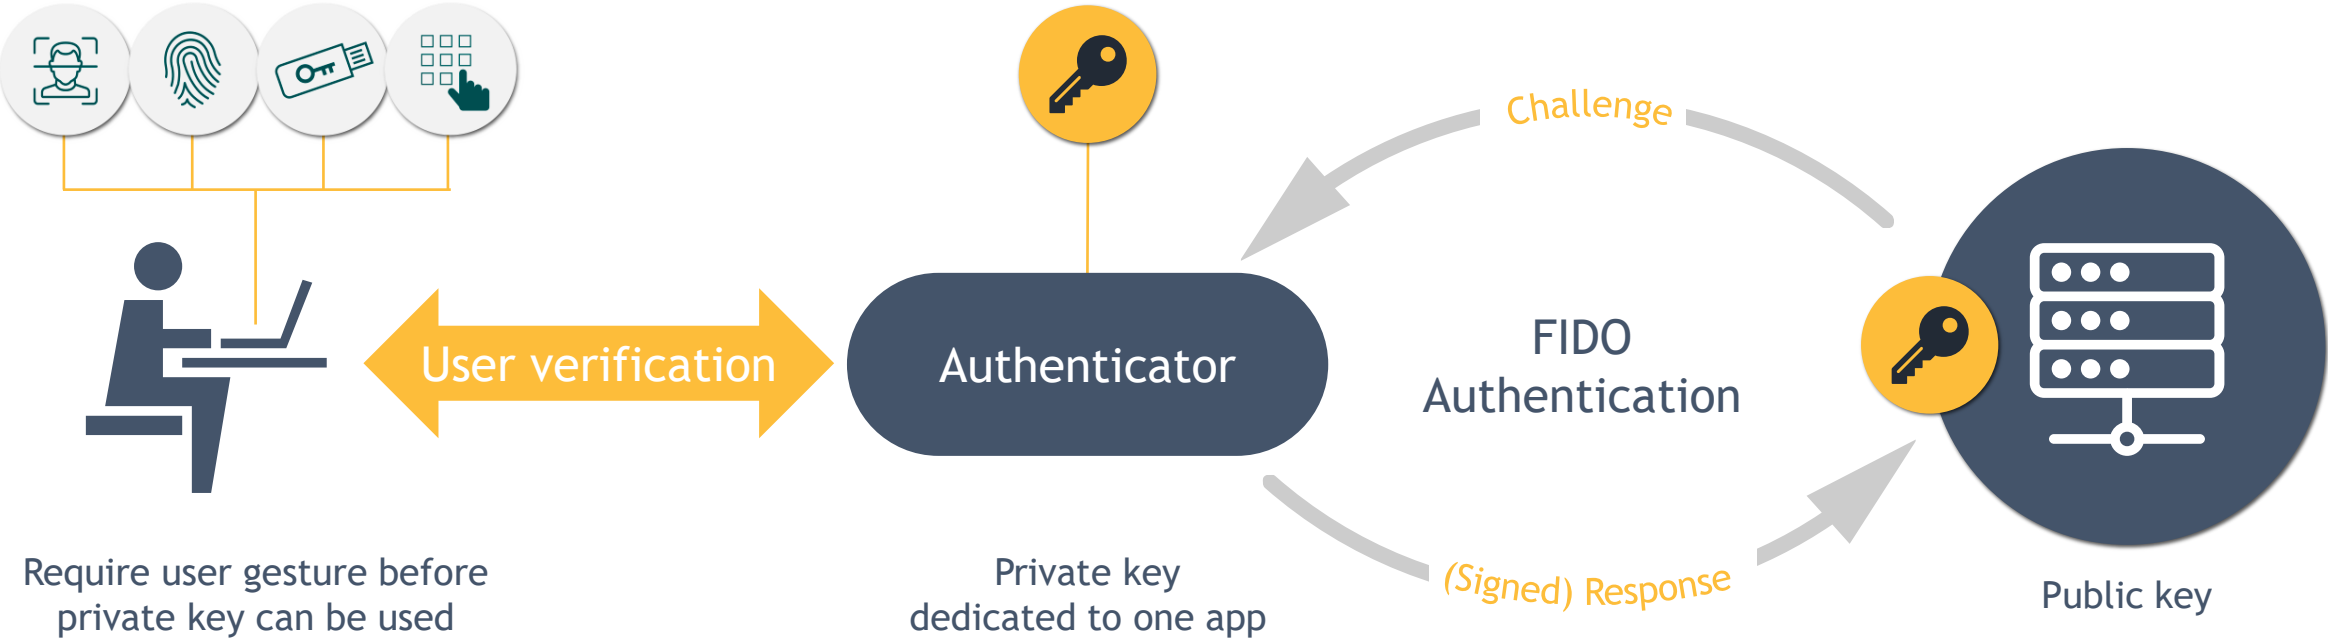 Challenge
User verification
Authenticator
FIDO
Authentication
(Signed) Response
Require user gesture before
private key can be used
Private key
dedicated to one app
Public key